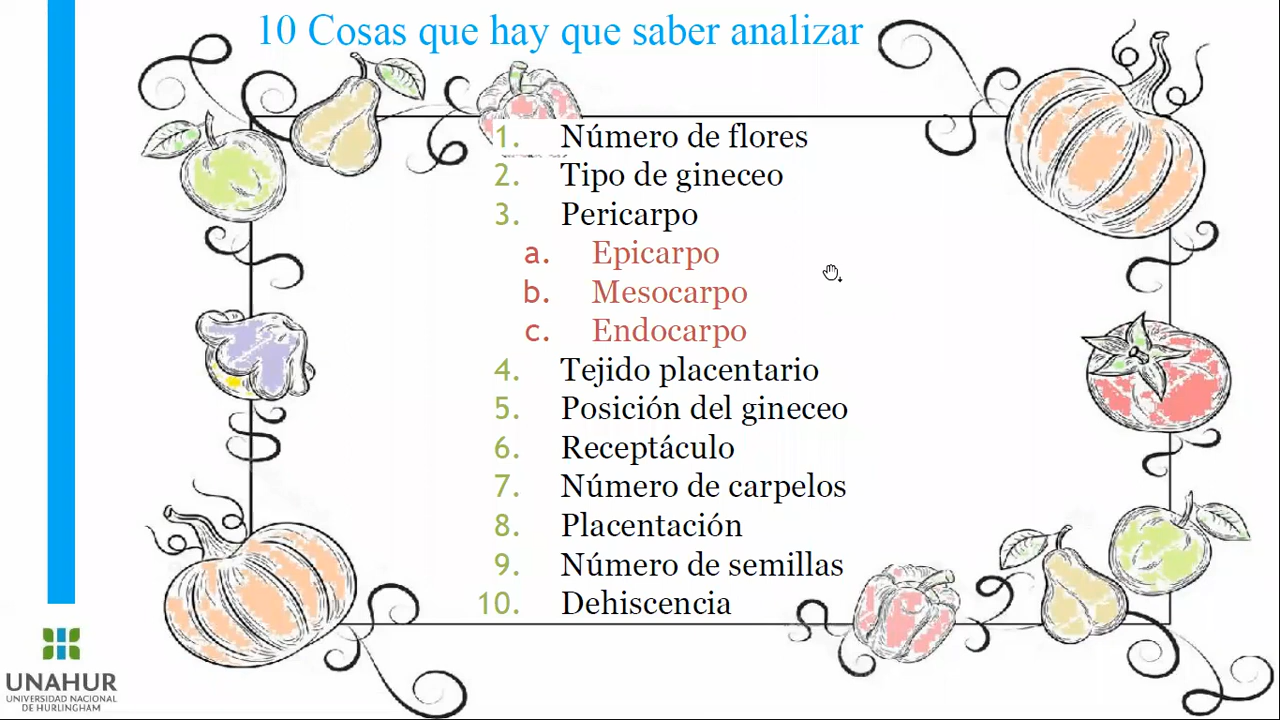 10 Cosas que hay que saber analizar
1. Número de flores
2. Tipo de gineceo
3. Pericarpo
a. Epicarpo
b. Mesocarpo
c. Endocarpo
4. Tejido placentario
5. Posición del gineceo
6. Receptáculo
7. Número de carpelos
8. Placentación
9. Número de semillas
10. Dehiscencia
UNAHUR
UNIVERSIDAD NACIONAL
DE HURLINGHAM